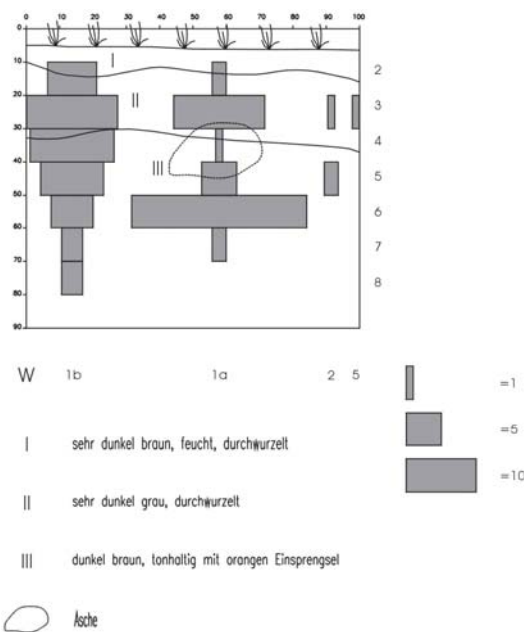 0 10 20 30 40 50 60 70 80 90 100
0
10
20
30
40
50
60
70
80
90
I
II
III
2
3
4
5
6
7
8
W 1b 1a 2 5
=1
=5
=10
I sehr dunkel braun, feucht, durchwurzelt
II sehr dunkel grau, durchwurzelt
III dunkel braun, tonhaltig mit orangen Einsprengsel
Asche